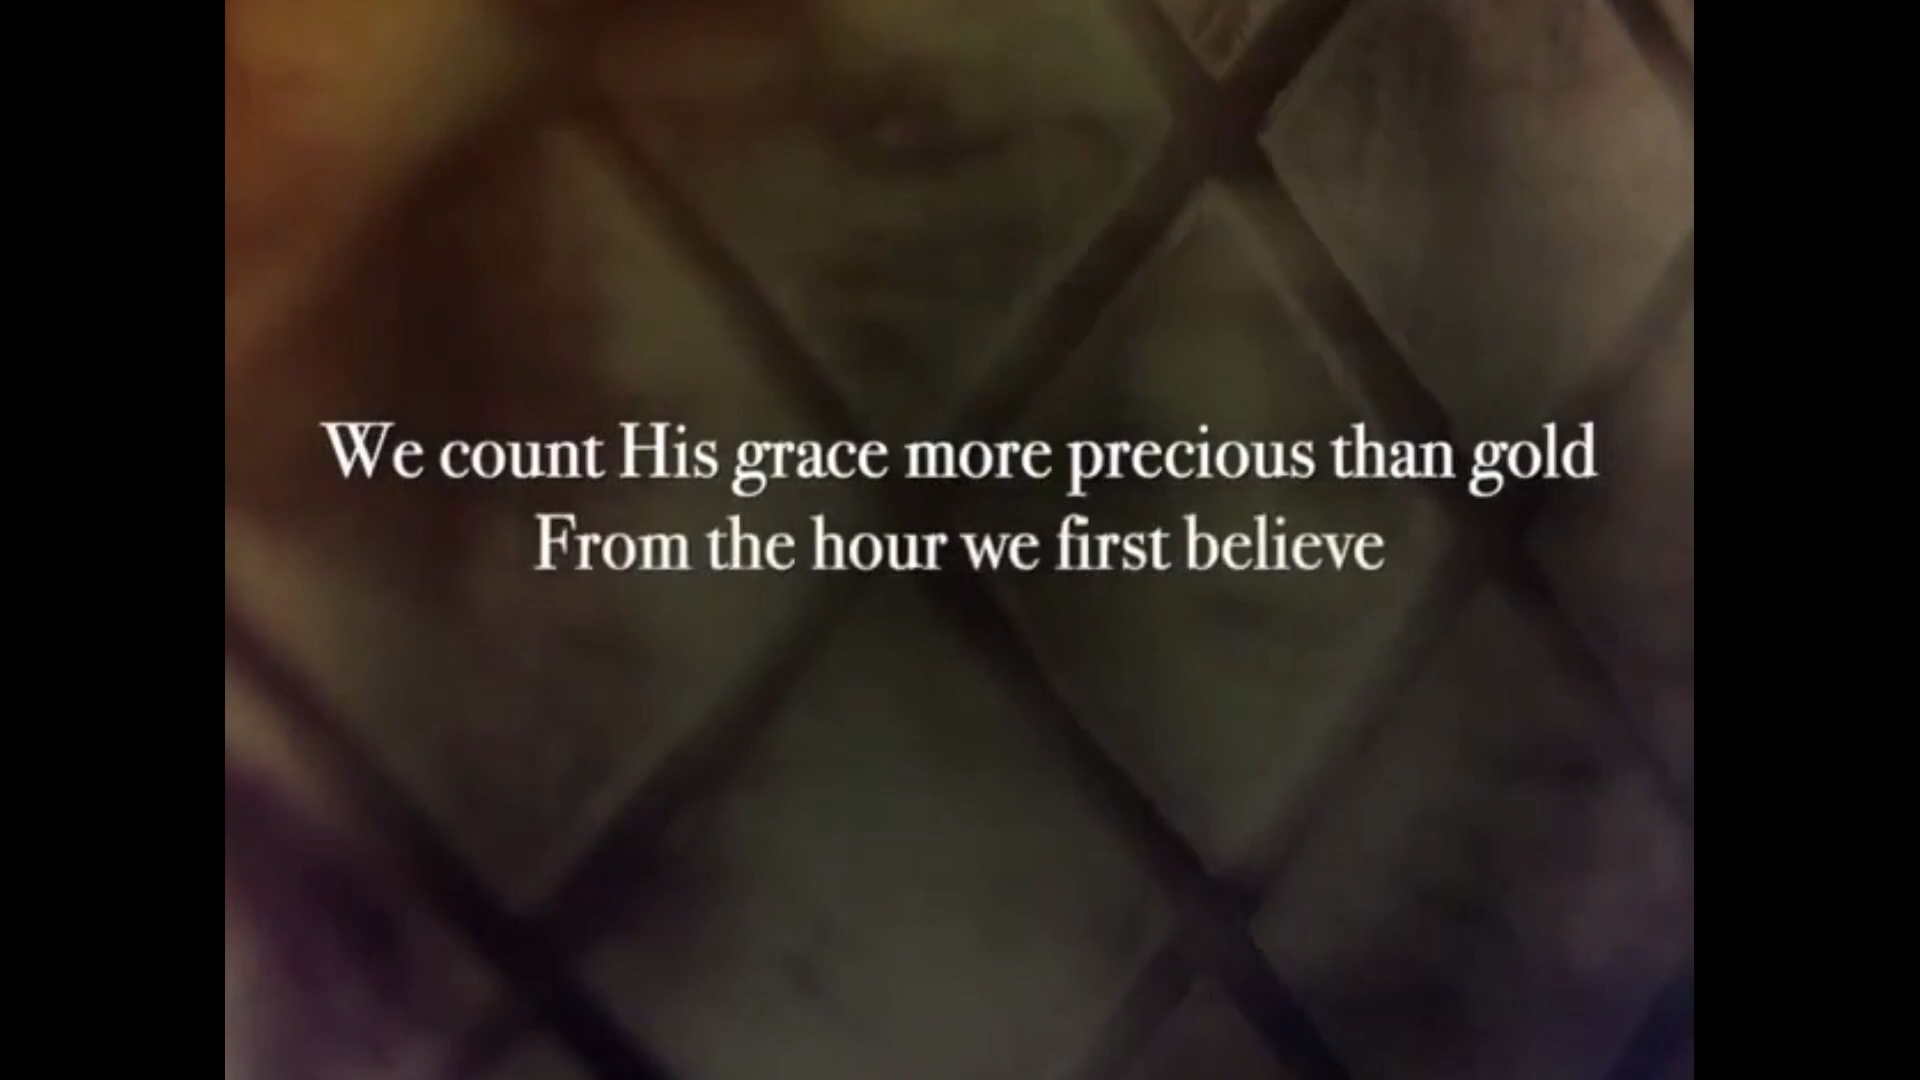 We count His grace more precious than gold
From the hour we first believe